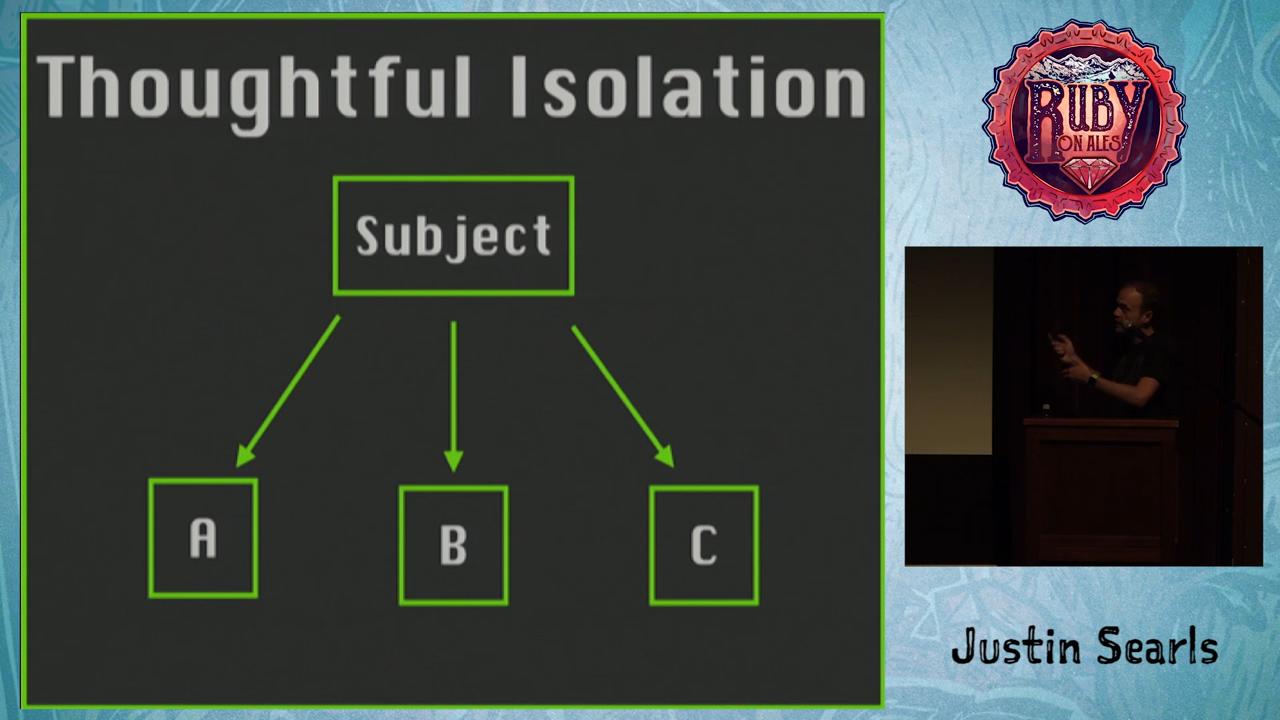 Thoughtful Isolation
Subject
A
B
C
RUBY
ON ALES
Justin Searls